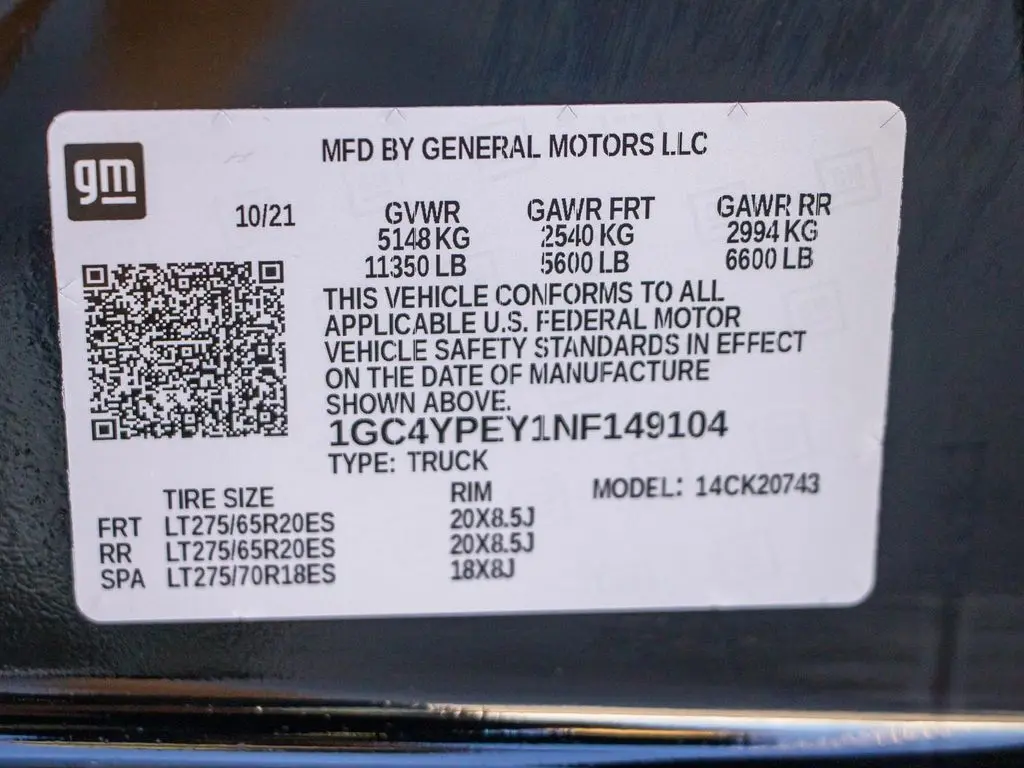 gm
MFD BY GENERAL MOTORS LLC
10/21 GVWR GAWR FRT GAWR RR
5148 KG 2540 KG 2994 KG
11350 LB 5600 LB 6600 LB
THIS VEHICLE CONFORMS TO ALL
APPLICABLE U.S. FEDERAL MOTOR
VEHICLE SAFETY STANDARDS IN EFFECT
ON THE DATE OF MANUFACTURE
SHOWN ABOVE.
1GC4YPEY1NF149104
TYPE: TRUCK
TIRE SIZE RIM MODEL: 14CK20743
FRT LT275/65R20ES 20X8.5J
RR LT275/65R20ES 20X8.5J
SPA LT275/70R18ES 18X8J